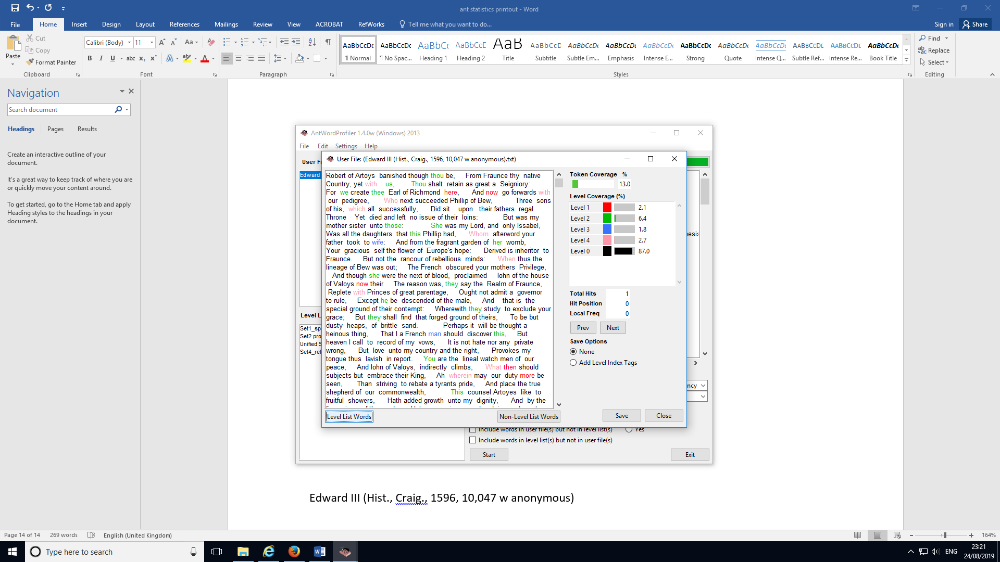 ant statistics printout - Word
File Home Insert Design Layout References Mailings Review View ACROBAT RefWorks Tell me what you want to do... Sign in Share
Paste
Cut
Copy
Format Painter
Clipboard
Calibri (Body) 11
Font
Paragraph
AaBbCcDc AaBbCcDc AaBbCc AaBbCcD AaB AaBbCcD AaBbCcDc AaBbCcDc AaBbCcDc AaBbCcDc AaBbCcDc AaBbCcDc AABBCCDE AABBCCDE AaBbCcDc
¶ Normal ¶ No Spac... Heading 1 Heading 2 Title Subtitle Subtle Em... Emphasis Intense E... Strong Quote Intense Q... Subtle Ref... Intense Re... Book Title
Styles
Find
Replace
Select
Editing
Navigation
Search document
Headings Pages Results
Create an interactive outline of your
document.
It's a great way to keep track of where you are
or quickly move your content around.
To get started, go to the Home tab and apply
Heading styles to the headings in your
document.
AntWordProfiler 1.4.0w (Windows) 2013
File Edit Settings Help
User Fi
Edward
Level L
Set1_sp
Set2 pro
Unified S
Set4_rel
User File: (Edward III (Hist., Craig., 1596, 10,047 w anonymous).txt)
Robert of Artoys banished though thou be, From Fraunce thy native
Country, yet with us, Thou shalt retain as great a Seigniory:
For we create thee Earl of Richmond here, And now go forwards with
our pedigree, Who next succeeded Phillip of Bew, Three sons
of his, which all successfully, Did sit upon their fathers regal
Throne Yet died and left no issue of their loins: But was my
mother sister unto those: She was my Lord, and only Issabel,
Was all the daughters that this Phillip had, Whom afterword your
father took to wife: And from the fragrant garden of her womb,
Your gracious self the flower of Europe's hope: Derived is inheritor to
Fraunce. But not the rancour of rebellious minds: When thus the
lineage of Bew was out; The French obscured your mothers Privilege,
And though she were the next of blood, proclaimed Iohn of the house
of Valoys now their The reason was, they say the Realm of Fraunce,
Replete with Princes of great parentage, Ought not admit a governor
to rule, Except he be descended of the male, And that is the
special ground of their contempt: Wherewith they study to exclude your
grace; But they shall find that forged ground of theirs, To be but
dusty heaps, of brittle sand. Perhaps it will be thought a
heinous thing, That I a French man should discover this, But
heaven I call to record of my vows, It is not hate nor any private
wrong, But love unto my country and the right, Provokes my
tongue thus lavish in report. You are the lineal watch men of our
peace, And Iohn of Valoys, indirectly climbs, What then should
subjects but embrace their King, Ah wherein may our duty more be
seen, Than striving to rebate a tyrants pride, And place the true
shepherd of our commonwealth, This counsel Artoyes like to
fruitful showers, Hath added growth unto my dignity, And by the
Level List Words Non-Level List Words
Token Coverage %
13.0
Level Coverage (%)
Level 1 2.1
Level 2 6.4
Level 3 1.8
Level 4 2.7
Level 0 87.0
Total Hits 1
Hit Position 0
Local Freq 0
Prev Next
Save Options
None
Add Level Index Tags
Save Close
nesis
ncy
Include words in user file(s) but not in level list(s) Yes
Include words in level list(s) but not in user file(s)
Start Exit
Edward III (Hist., Craig., 1596, 10,047 w anonymous)
Page 14 of 14 269 words English (United Kingdom) 164%
Type here to search
ENG
23:21
24/08/2019